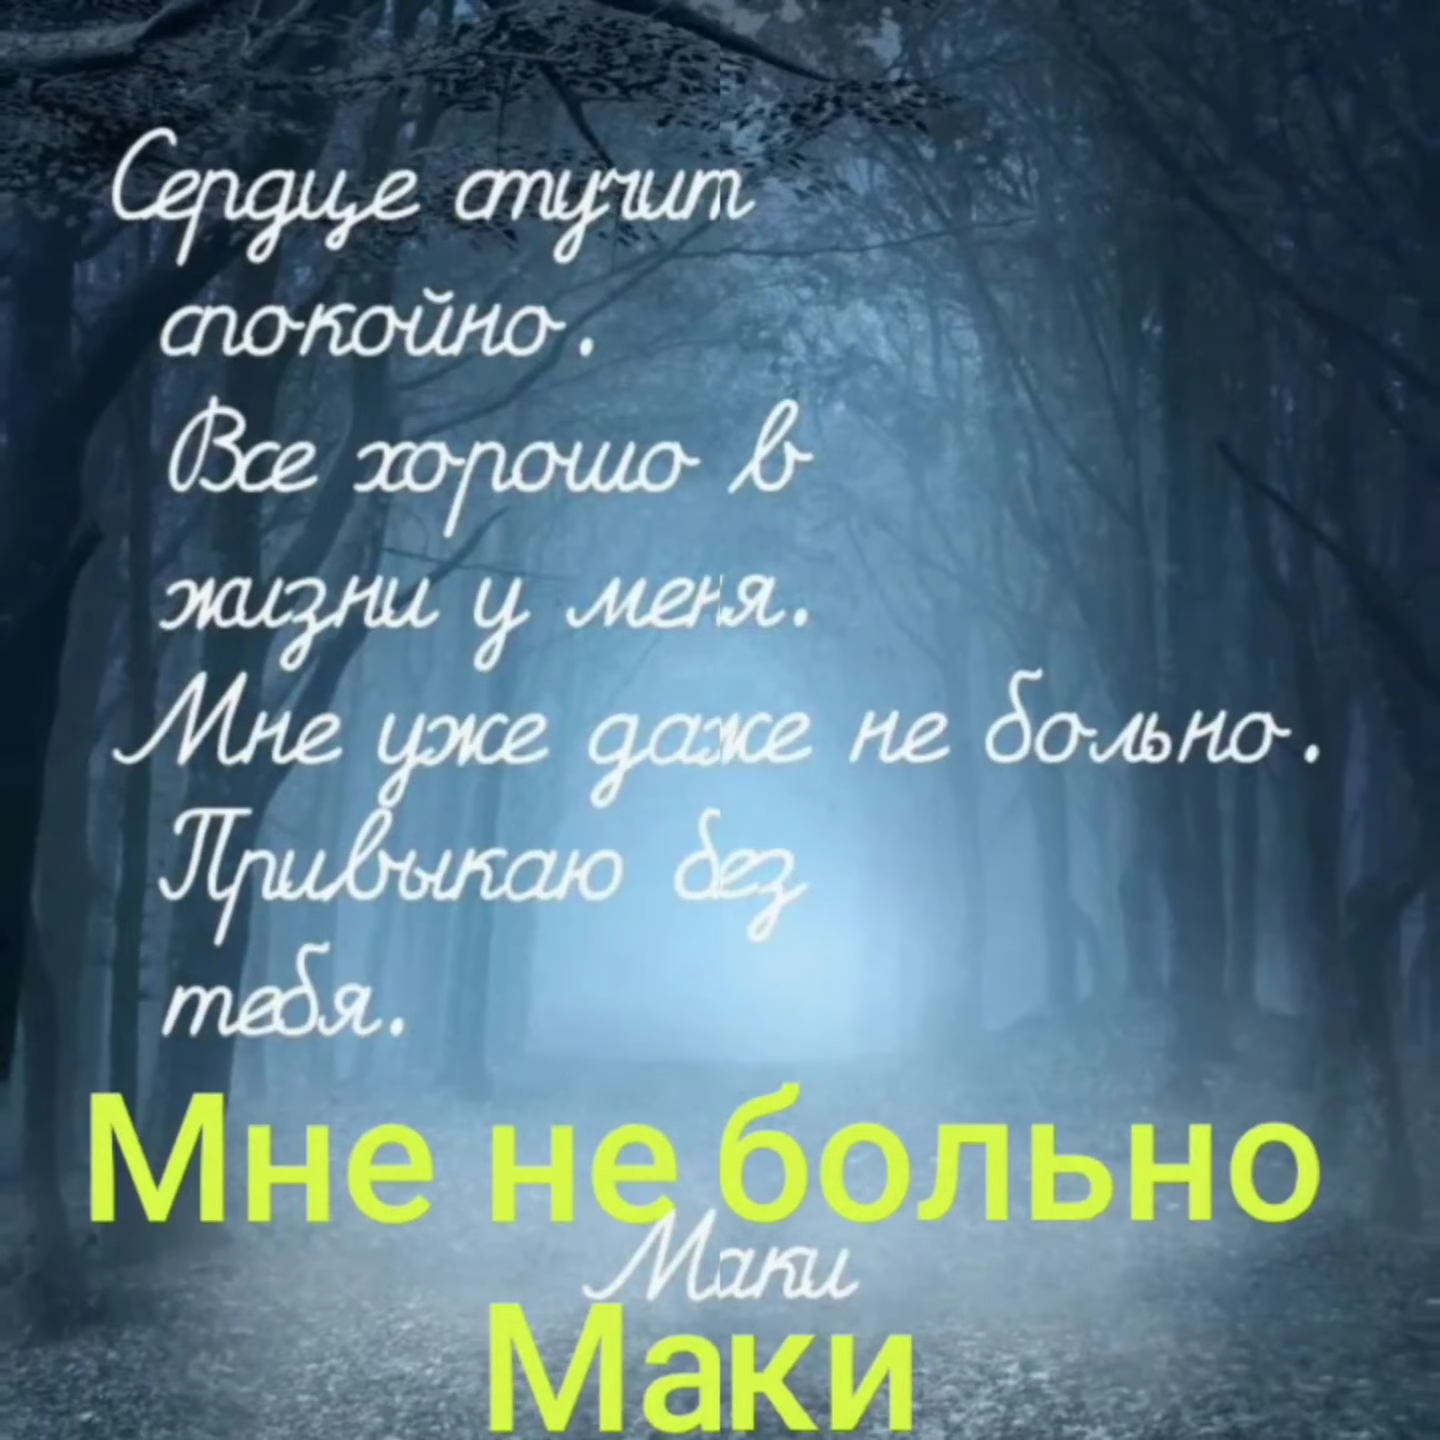 Сердце стучит
спокойно.
Все хорошо в
жизни у меня.
Мне уже даже не больно.
Привыкаю без
тебя.
Мне не больно
Маки
Маки